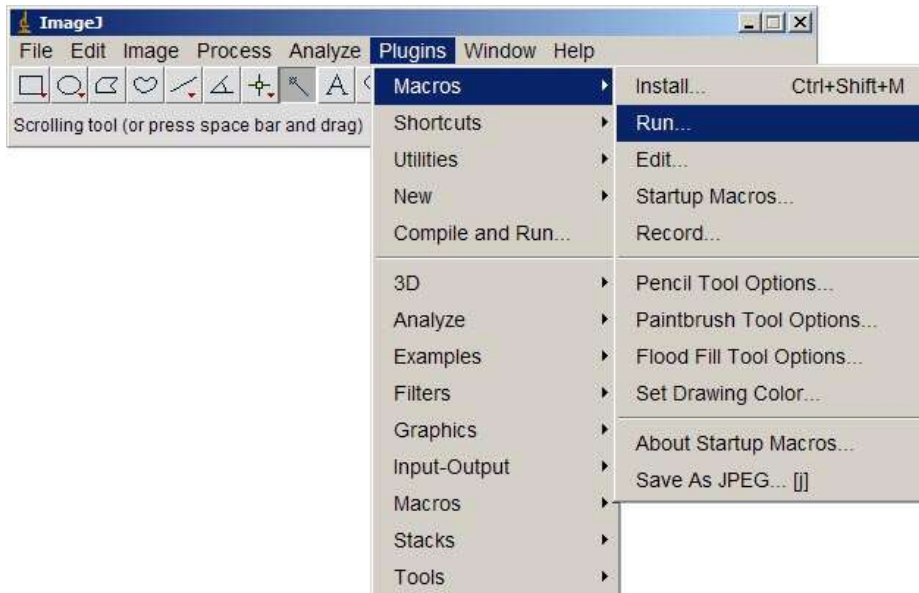 ImageJ
File Edit Image Process Analyze Plugins Window Help
A
Scrolling tool (or press space bar and drag)
Macros
Shortcuts
Utilities
New
Compile and Run...
3D
Analyze
Examples
Filters
Graphics
Input-Output
Macros
Stacks
Tools
Install... Ctrl+Shift+M
Run...
Edit...
Startup Macros...
Record...
Pencil Tool Options...
Paintbrush Tool Options...
Flood Fill Tool Options...
Set Drawing Color...
About Startup Macros...
Save As JPEG... [j]